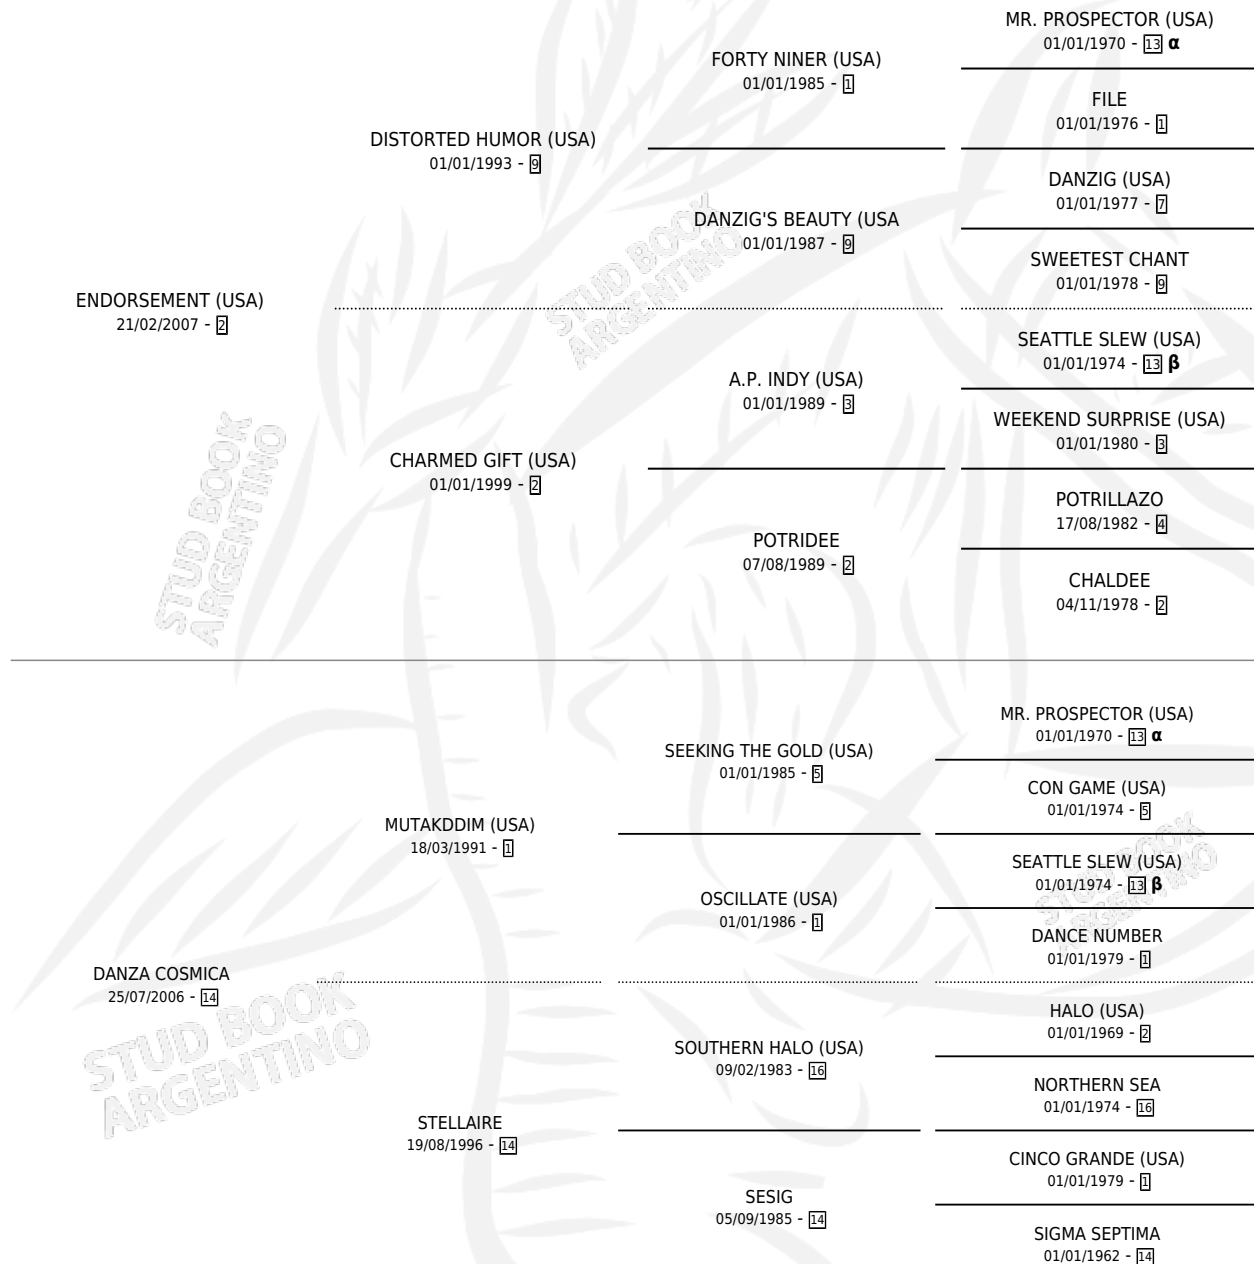 MR. PROSPECTOR (USA)
01/01/1970 - 13 α
FORTY NINER (USA)
01/01/1985 - 1
FILE
01/01/1976 - 1
DISTORTED HUMOR (USA)
01/01/1993 - 9
DANZIG (USA)
01/01/1977 - 7
DANZIG'S BEAUTY (USA
01/01/1987 - 9
SWEETEST CHANT
01/01/1978 - 9
ENDORSEMENT (USA)
21/02/2007 - 2
SEATTLE SLEW (USA)
01/01/1974 - 13 β
A.P. INDY (USA)
01/01/1989 - 3
WEEKEND SURPRISE (USA)
01/01/1980 - 3
CHARMED GIFT (USA)
01/01/1999 - 2
POTRILLAZO
17/08/1982 - 4
POTRIDEE
07/08/1989 - 2
CHALDEE
04/11/1978 - 2
STUD BOOK
ARGENTINO
STUD BOOK
ARGENTINO
MR. PROSPECTOR (USA)
01/01/1970 - 13 α
SEEKING THE GOLD (USA)
01/01/1985 - 5
CON GAME (USA)
01/01/1974 - 5
MUTAKDDIM (USA)
18/03/1991 - 1
SEATTLE SLEW (USA)
01/01/1974 - 13 β
OSCILLATE (USA)
01/01/1986 - 1
DANCE NUMBER
01/01/1979 - 1
DANZA COSMICA
25/07/2006 - 14
HALO (USA)
01/01/1969 - 2
SOUTHERN HALO (USA)
09/02/1983 - 16
NORTHERN SEA
01/01/1974 - 16
STELLAIRE
19/08/1996 - 14
CINCO GRANDE (USA)
01/01/1979 - 1
SESIG
05/09/1985 - 14
SIGMA SEPTIMA
01/01/1962 - 14
STUD BOOK
ARGENTINO
STUD BOOK
ARGENTINO